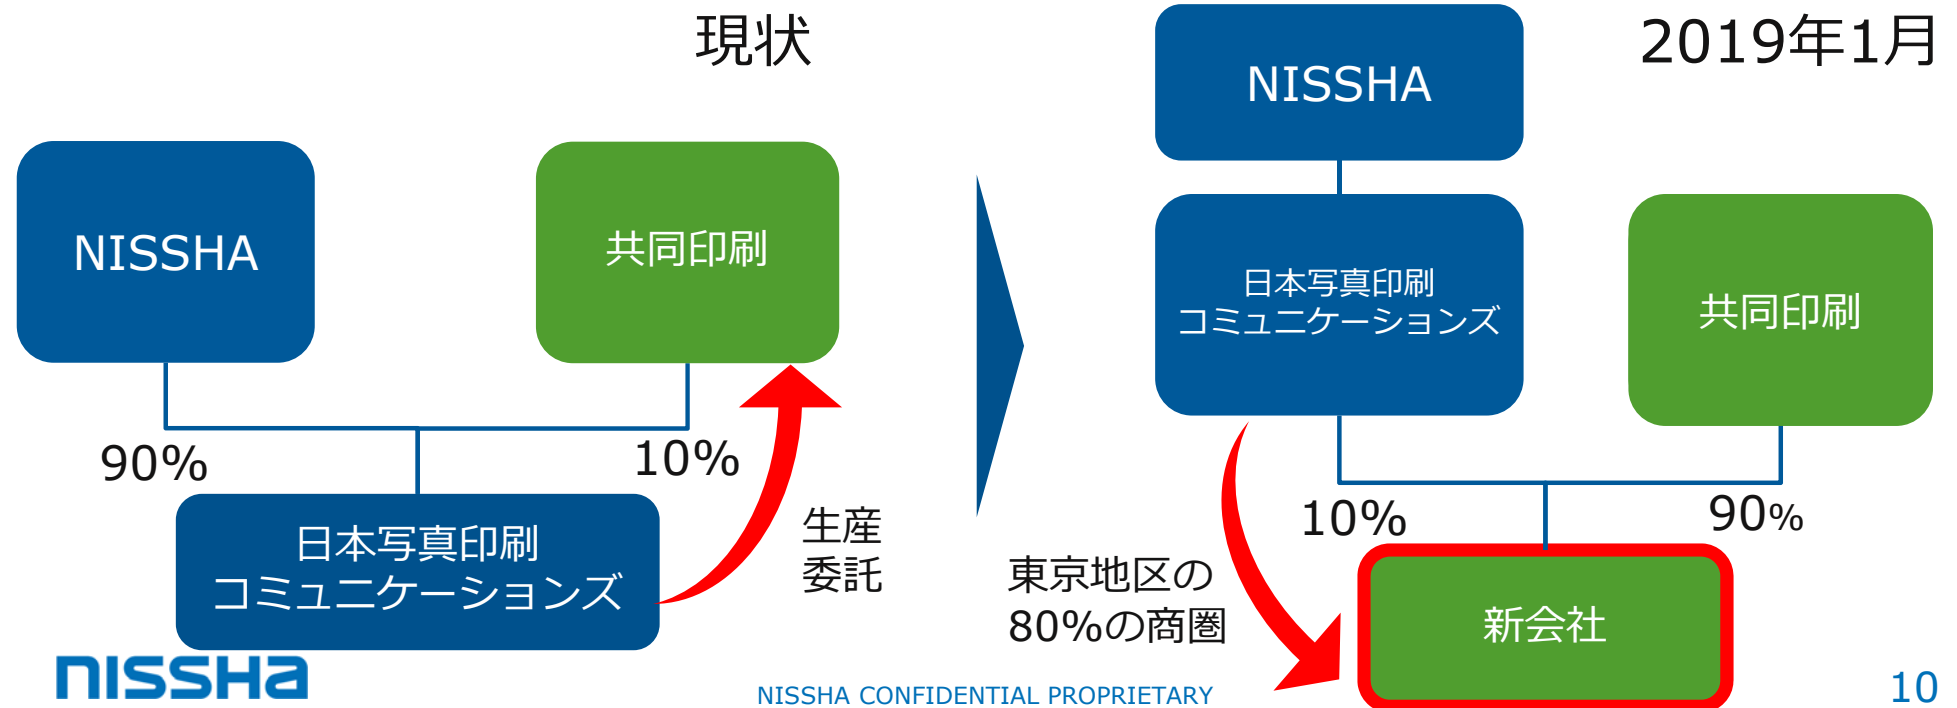 現状
NISSHA
共同印刷
90%
10%
日本写真印刷
コミュニケーションズ
生産
委託
2019年1月
NISSHA
日本写真印刷
コミュニケーションズ
共同印刷
10%
90%
東京地区の
80%の商圏
新会社
nissha
NISSHA CONFIDENTIAL PROPRIETARY
10